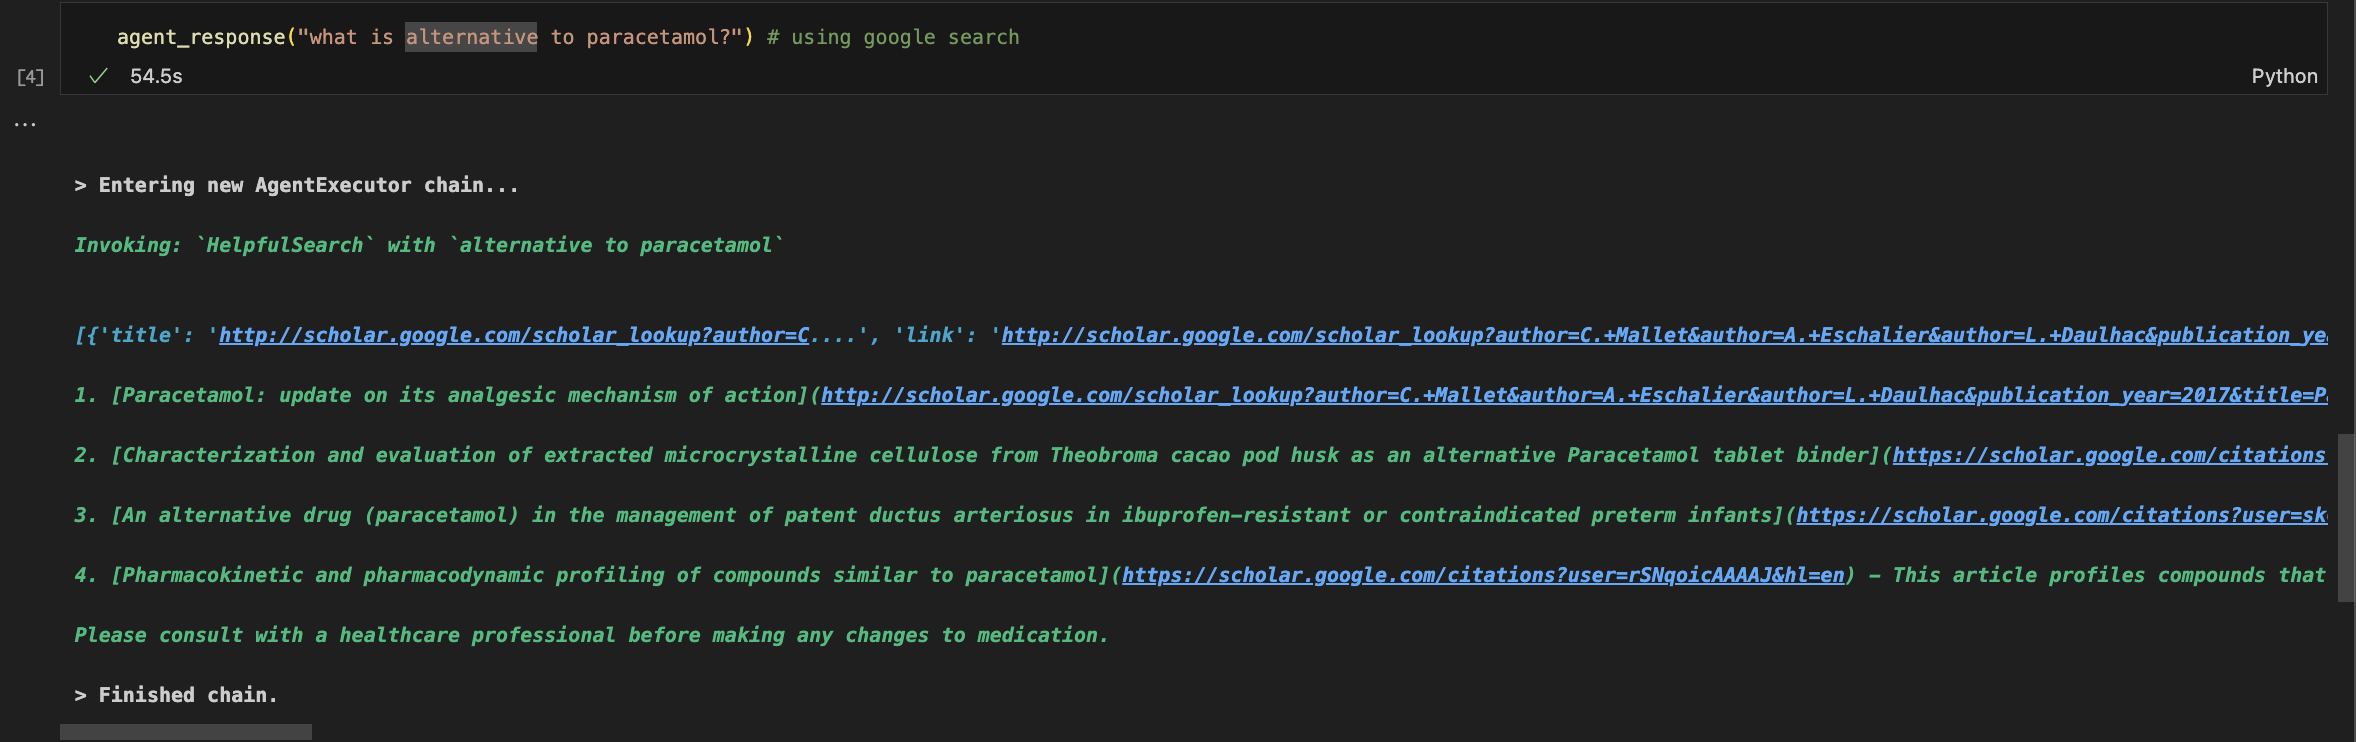 agent_response("what is alternative to paracetamol?") # using google search
[4]
54.5s
Python
...
> Entering new AgentExecutor chain...
Invoking: `HelpfulSearch` with `alternative to paracetamol`
[{'title': 'http://scholar.google.com/scholar_lookup?author=C....', 'link': 'http://scholar.google.com/scholar_lookup?author=C.+Mallet&author=A.+Eschalier&author=L.+Daulhac&publication_ye
1. [Paracetamol: update on its analgesic mechanism of action](http://scholar.google.com/scholar_lookup?author=C.+Mallet&author=A.+Eschalier&author=L.+Daulhac&publication_year=2017&title=P
2. [Characterization and evaluation of extracted microcrystalline cellulose from Theobroma cacao pod husk as an alternative Paracetamol tablet binder](https://scholar.google.com/citations
3. [An alternative drug (paracetamol) in the management of patent ductus arteriosus in ibuprofen-resistant or contraindicated preterm infants](https://scholar.google.com/citations?user=sk
4. [Pharmacokinetic and pharmacodynamic profiling of compounds similar to paracetamol](https://scholar.google.com/citations?user=rSNqoicAAAAJ&hl=en) - This article profiles compounds that
Please consult with a healthcare professional before making any changes to medication.
> Finished chain.